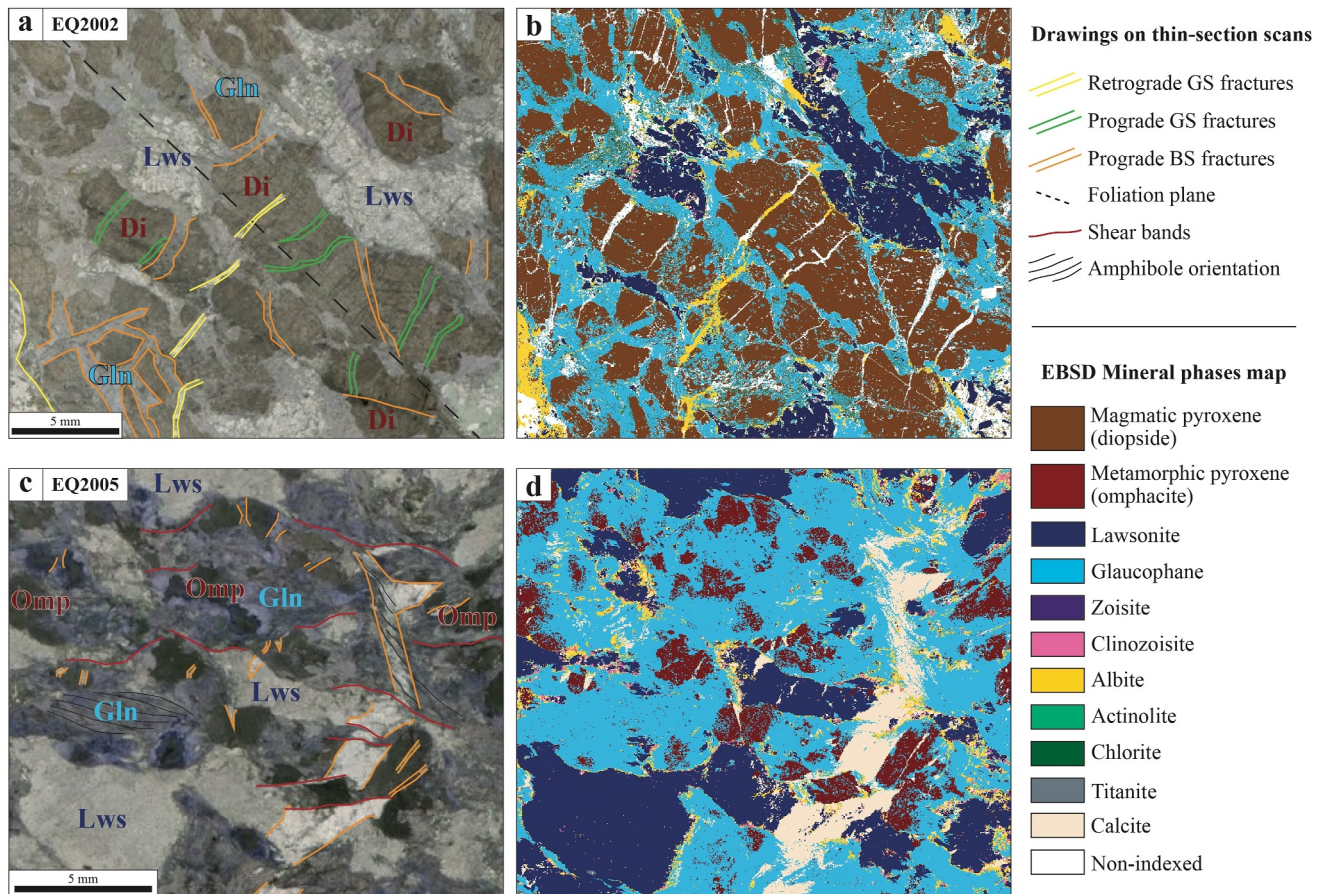 a
EQ2002
Gln
Di
Lws
Di
Lws
Di
Gln
Di
5 mm
b
c
EQ2005
Lws
Omp
Omp
Gln
Omp
Lws
Gln
Lws
5 mm
d
Drawings on thin-section scans
Retrograde GS fractures
Prograde GS fractures
Prograde BS fractures
Foliation plane
Shear bands
Amphibole orientation
EBSD Mineral phases map
Magmatic pyroxene
(diopside)
Metamorphic pyroxene
(omphacite)
Lawsonite
Glaucophane
Zoisite
Clinozoisite
Albite
Actinolite
Chlorite
Titanite
Calcite
Non-indexed